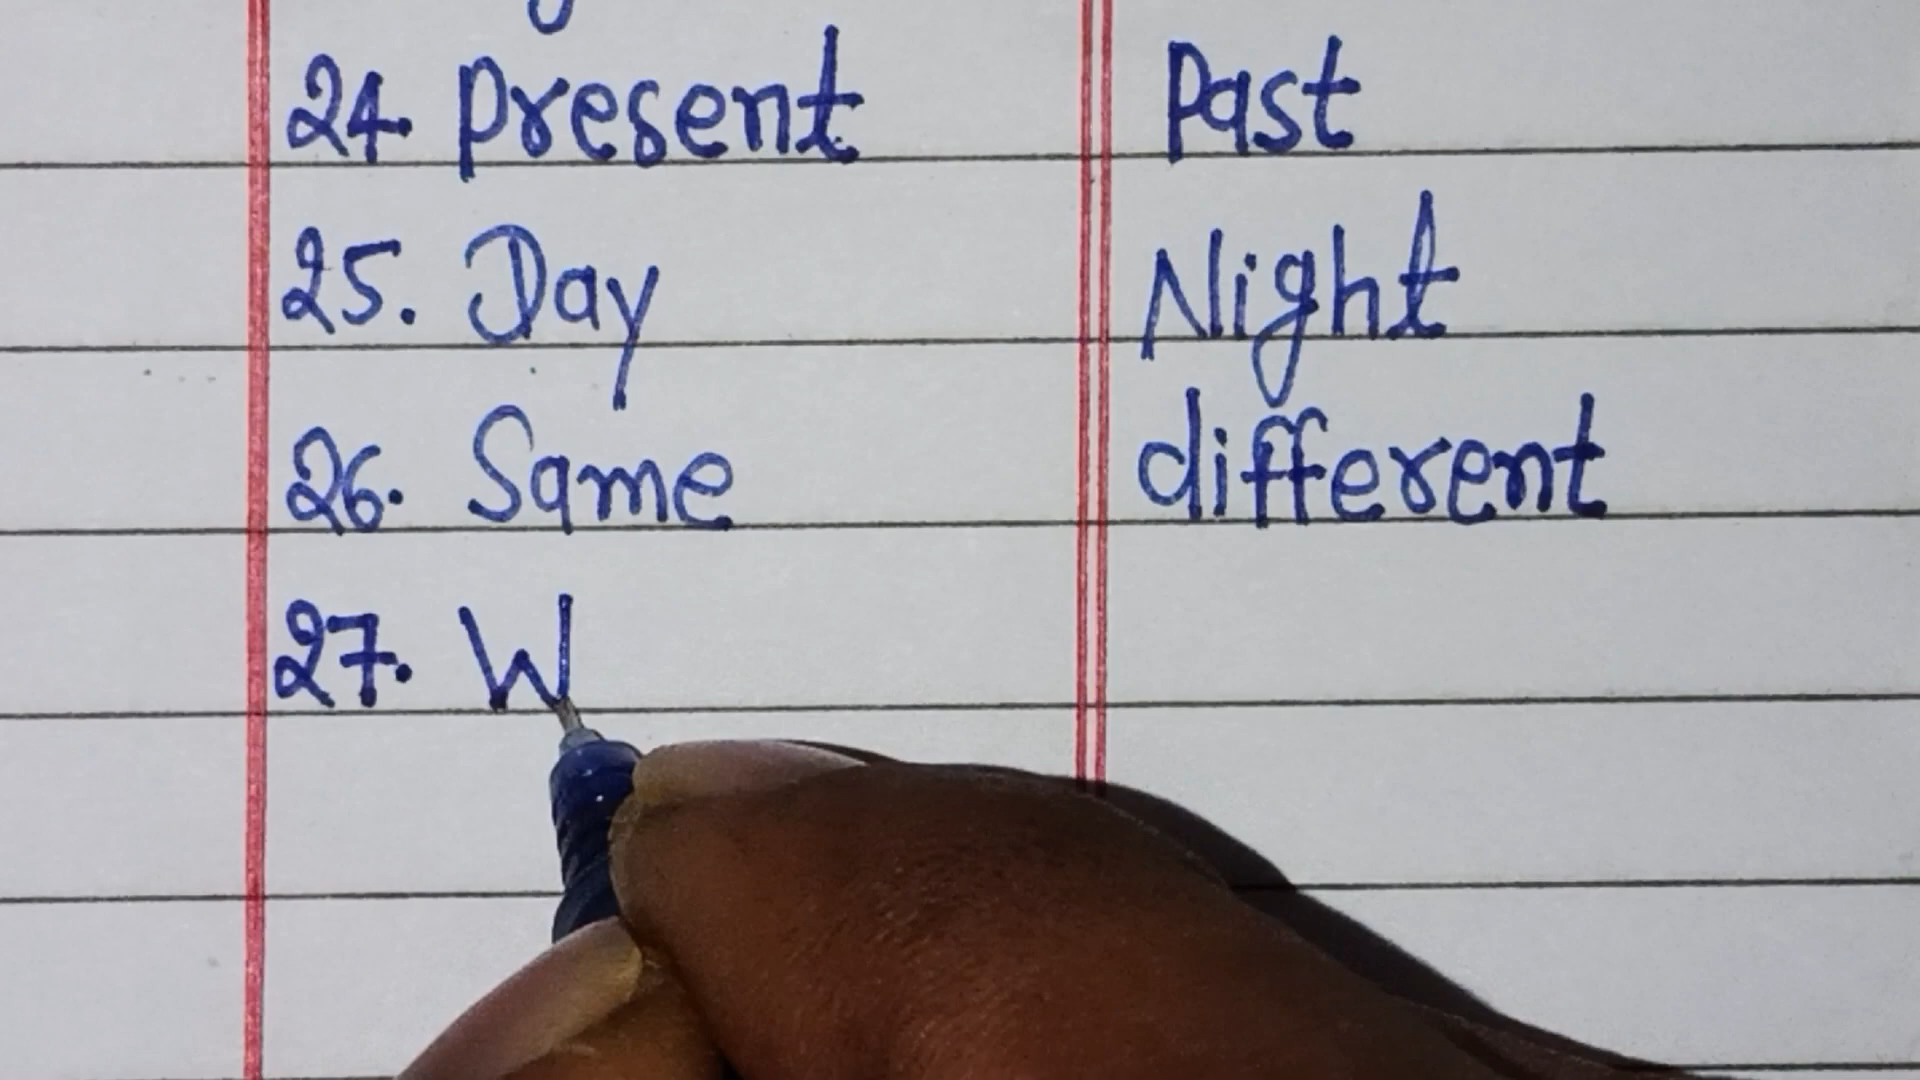 24. Present Past
25. Day Night
26. Same different
27. W